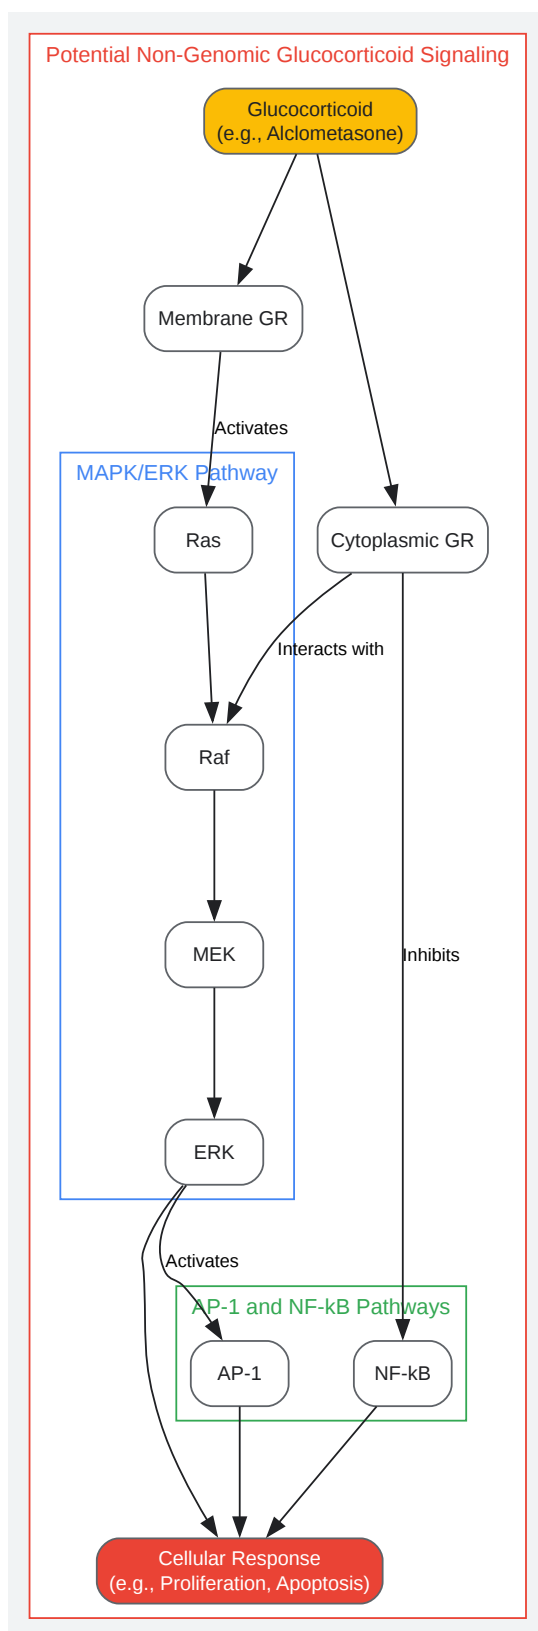 Potential Non-Genomic Glucocorticoid Signaling
Glucocorticoid
(e.g., Alclometasone)
Membrane GR
Activates
MAPK/ERK Pathway
Ras
Cytoplasmic GR
Interacts with
Raf
MEK
Inhibits
ERK
Activates
AP-1 and NF-kB Pathways
AP-1
NF-kB
Cellular Response
(e.g., Proliferation, Apoptosis)